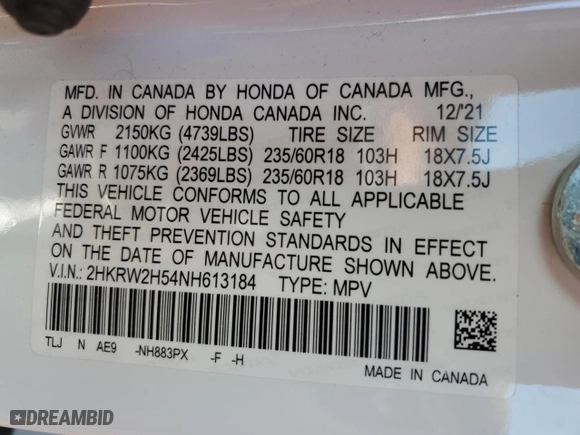 MFD. IN CANADA BY HONDA OF CANADA MFG.,
A DIVISION OF HONDA CANADA INC. 12/'21
GVWR 2150KG (4739LBS) TIRE SIZE RIM SIZE
GAWR F 1100KG (2425LBS) 235/60R18 103H 18X7.5J
GAWR R 1075KG (2369LBS) 235/60R18 103H 18X7.5J
THIS VEHICLE CONFORMS TO ALL APPLICABLE
FEDERAL MOTOR VEHICLE SAFETY
AND THEFT PREVENTION STANDARDS IN EFFECT
ON THE DATE OF MANUFACTURE SHOWN ABOVE.
V.I.N.: 2HKRW2H54NH613184 TYPE: MPV
TLJ N AE9 -NH883PX -F -H
MADE IN CANADA
DREAMBID